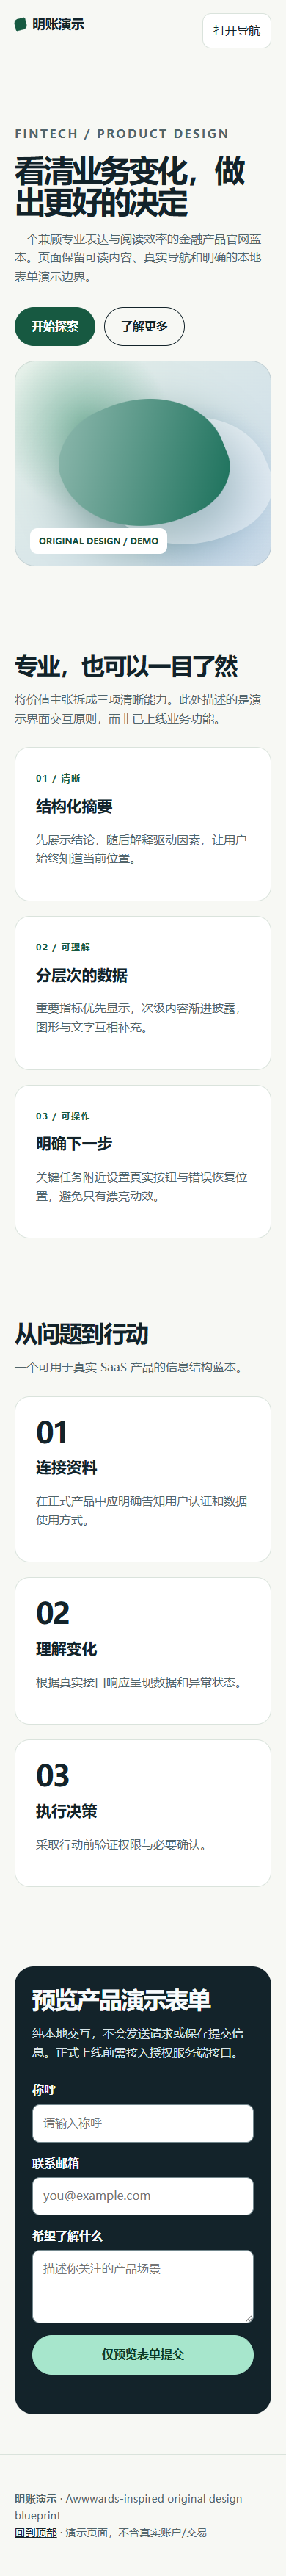 明账演示
打开导航
FINTECH / PRODUCT DESIGN
看清业务变化，做
出更好的决定
一个兼顾专业表达与阅读效率的金融产品官网蓝
本。页面保留可读内容、真实导航和明确的本地
表单演示边界。
开始探索
了解更多
ORIGINAL DESIGN / DEMO
专业，也可以一目了然
将价值主张拆成三项清晰能力。此处描述的是演
示界面交互原则，而非已上线业务功能。
01 / 清晰
结构化摘要
先展示结论，随后解释驱动因素，让用户
始终知道当前位置。
02 / 可理解
分层次的数据
重要指标优先显示，次级内容渐进披露，
图形与文字互相补充。
03 / 可操作
明确下一步
关键任务附近设置真实按钮与错误恢复位
置，避免只有漂亮动效。
从问题到行动
一个可用于真实 SaaS 产品的信息结构蓝本。
01
连接资料
在正式产品中应明确告知用户认证和数据
使用方式。
02
理解变化
根据真实接口响应呈现数据和异常状态。
03
执行决策
采取行动前验证权限与必要确认。
预览产品演示表单
纯本地交互，不会发送请求或保存提交信
息。正式上线前需接入授权服务端接口。
称呼
请输入称呼
联系邮箱
you@example.com
希望了解什么
描述你关注的产品场景
仅预览表单提交
明账演示 · Awwwards-inspired original design
blueprint
回到顶部 · 演示页面，不含真实账户/交易